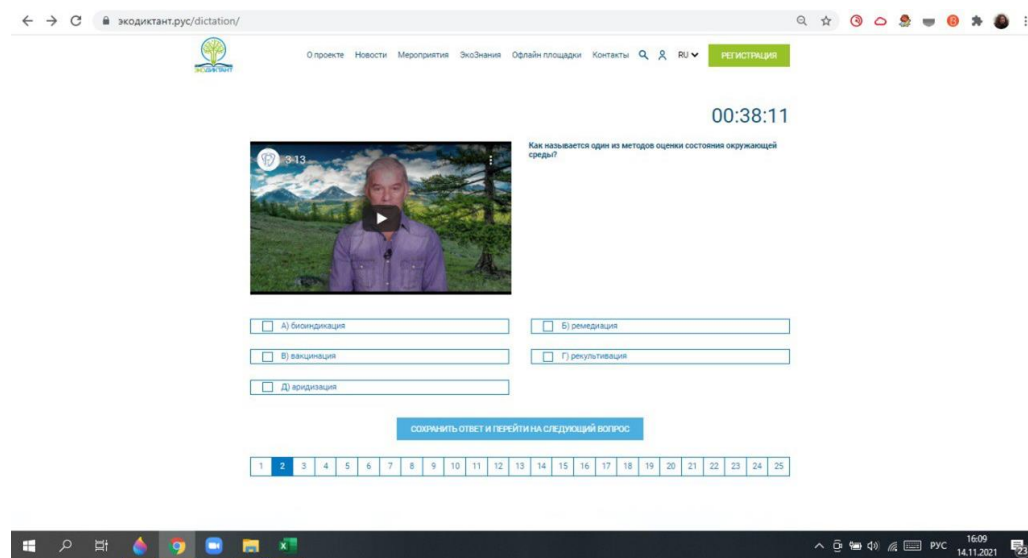 экодиктант.рус/dictation/
ЭКОДИКТАНТ
О проекте Новости Мероприятия ЭкоЗнания Офлайн площадки Контакты RU РЕГИСТРАЦИЯ
00:38:11
3-13
Как называется один из методов оценки состояния окружающей
среды?
А) биоиндикация
Б) ремедиация
В) вакцинация
Г) рекультивация
Д) аридизация
СОХРАНИТЬ ОТВЕТ И ПЕРЕЙТИ НА СЛЕДУЮЩИЙ ВОПРОС
1 2 3 4 5 6 7 8 9 10 11 12 13 14 15 16 17 18 19 20 21 22 23 24 25
РУС
16:09
14.11.2021
23